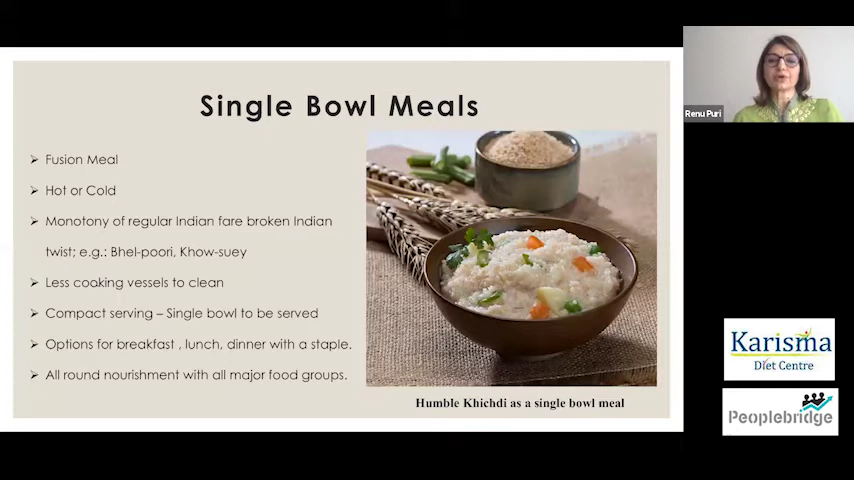 Single Bowl Meals
➢ Fusion Meal
➢ Hot or Cold
➢ Monotony of regular Indian fare broken Indian
twist; e.g.: Bhel-poori, Khow-suey
➢ Less cooking vessels to clean
➢ Compact serving – Single bowl to be served
➢ Options for breakfast , lunch, dinner with a staple.
➢ All round nourishment with all major food groups.
Humble Khichdi as a single bowl meal
Renu Puri
Karisma
Diet Centre
Peoplebridge